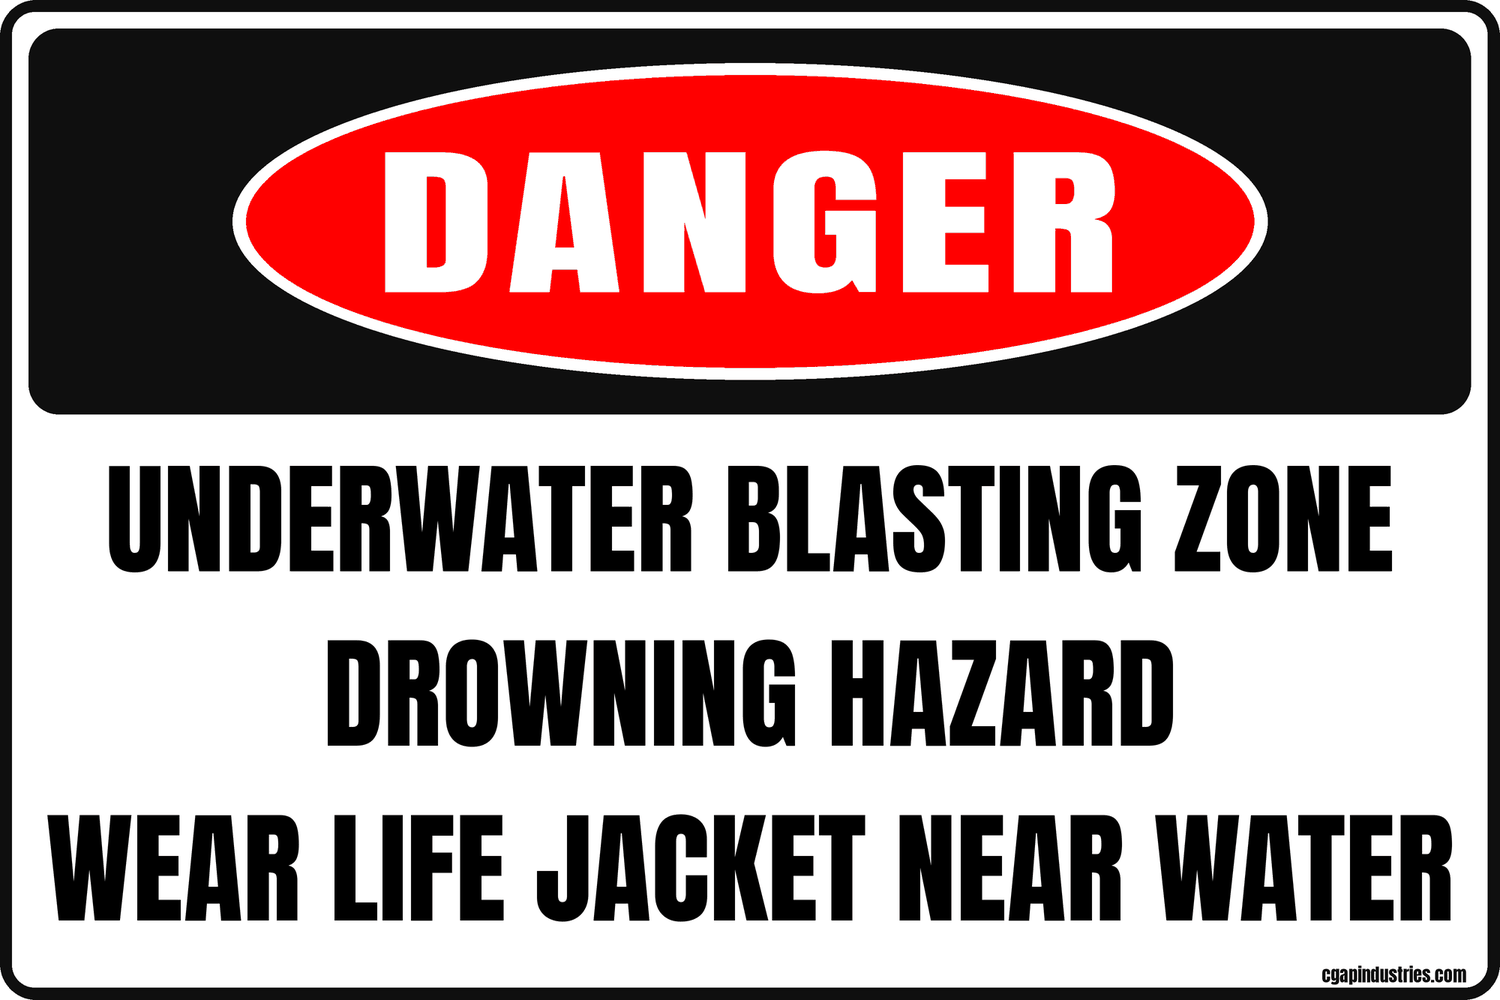 DANGER
UNDERWATER BLASTING ZONE
DROWNING HAZARD
WEAR LIFE JACKET NEAR WATER
cgapindustries.com